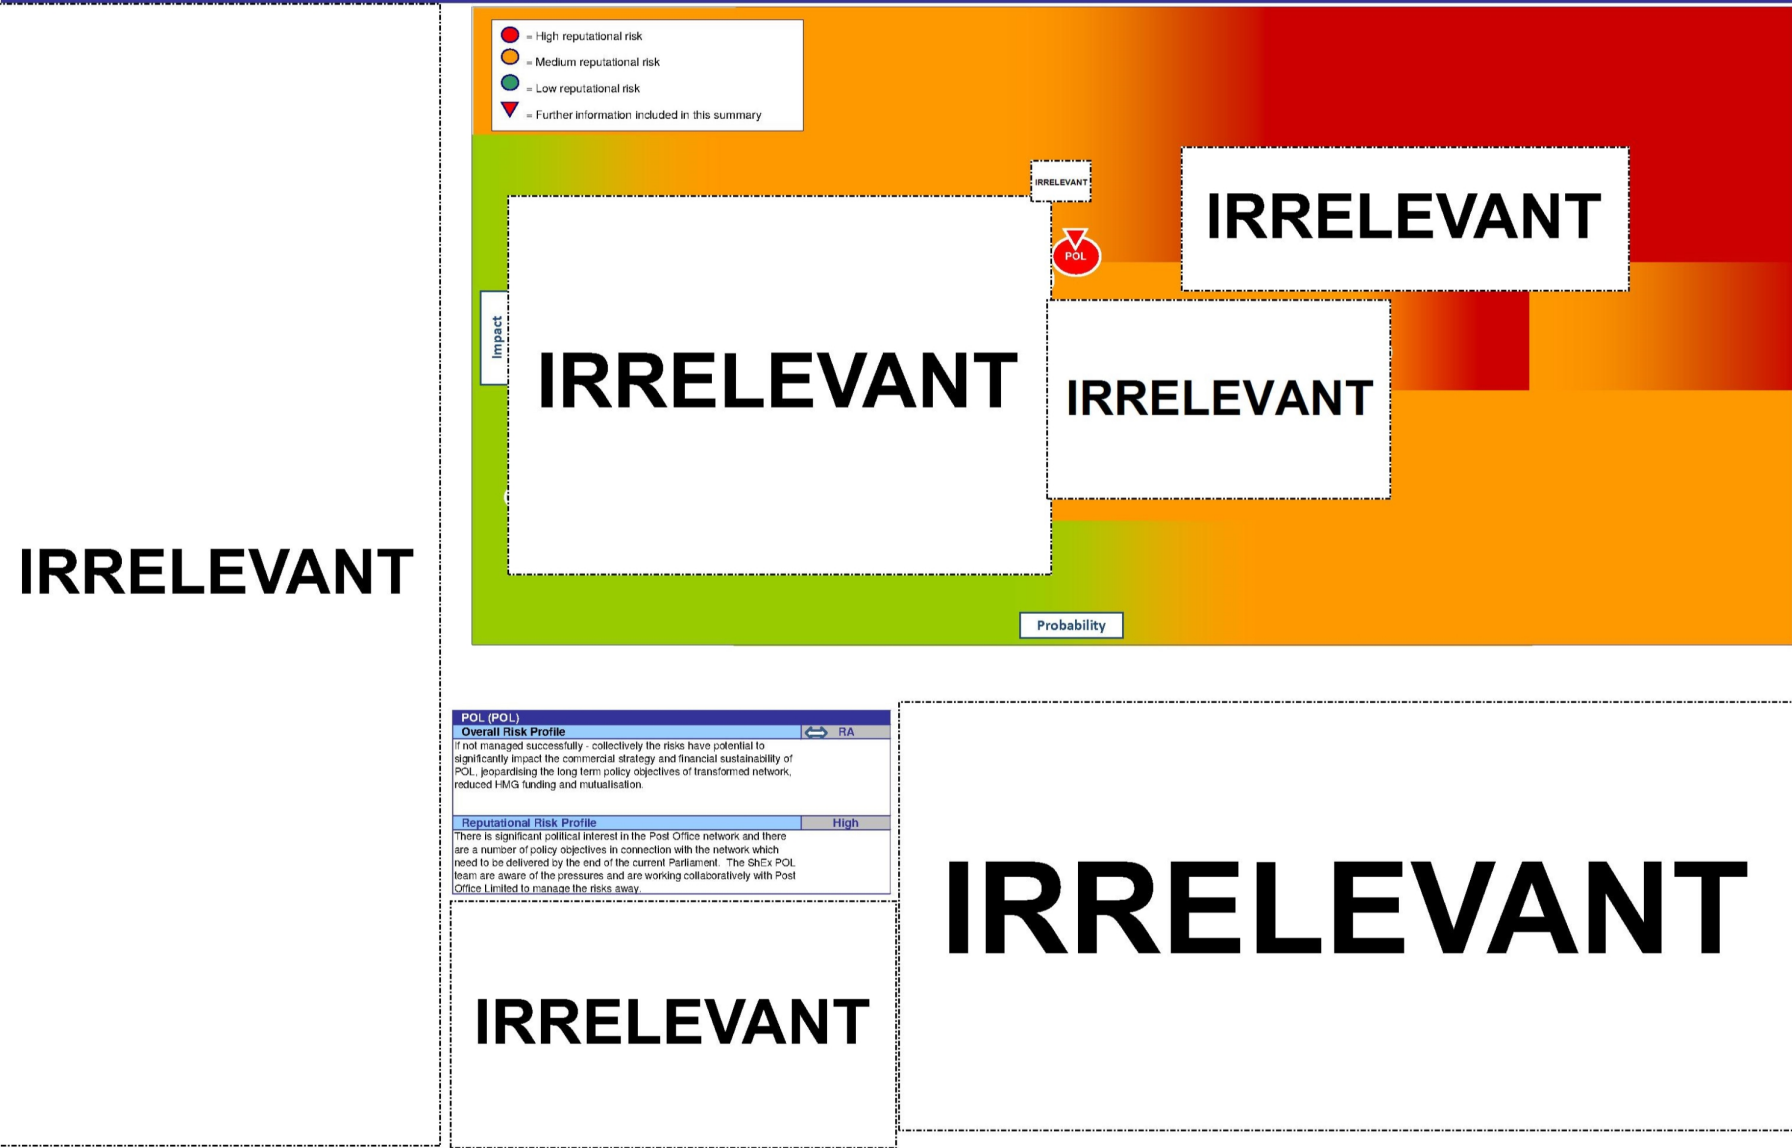 = High reputational risk
= Medium reputational risk
= Low reputational risk
= Further information included in this summary
IRRELEVANT
IRRELEVANT
POL
Impact
IRRELEVANT
IRRELEVANT
IRRELEVANT
Probability
POL (POL)
Overall Risk Profile RA
If not managed successfully - collectively the risks have potential to
significantly impact the commercial strategy and financial sustainability of
POL, jeopardising the long term policy objectives of transformed network,
reduced HMG funding and mutualisation.
Reputational Risk Profile High
There is significant political interest in the Post Office network and there
are a number of policy objectives in connection with the network which
need to be delivered by the end of the current Parliament. The ShEx POL
team are aware of the pressures and are working collaboratively with Post
Office Limited to manage the risks away.
IRRELEVANT
IRRELEVANT